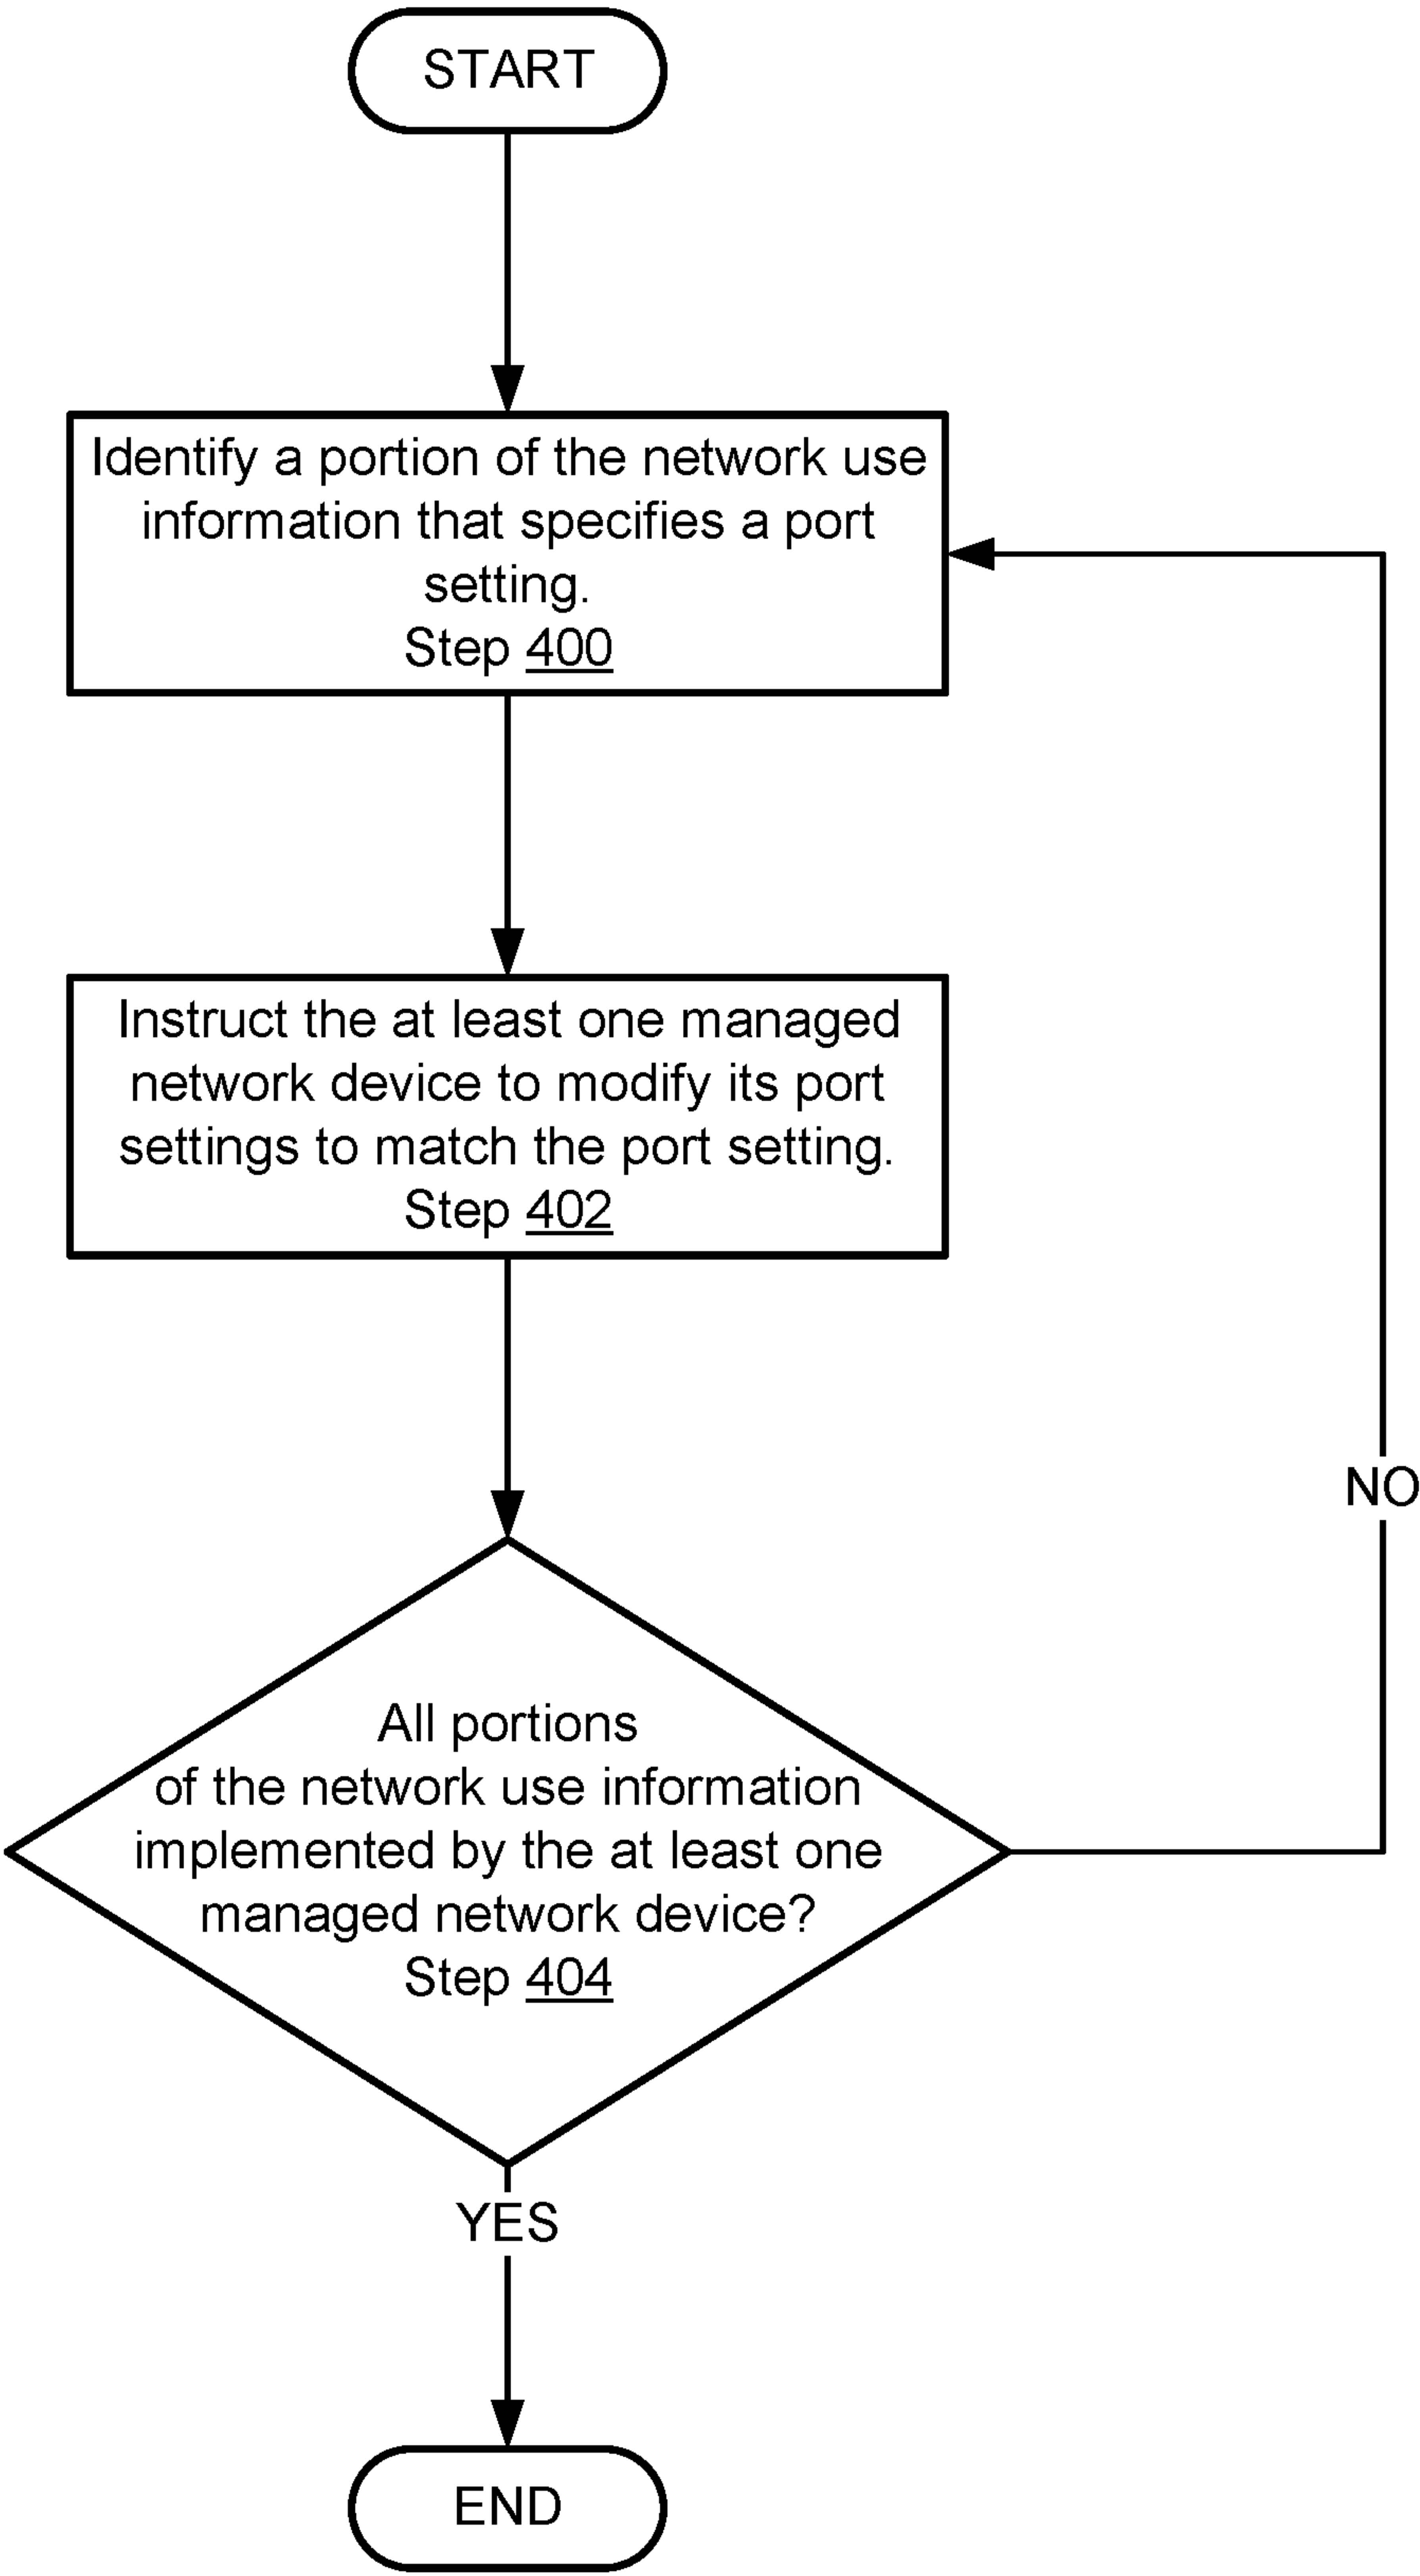 START
Identify a portion of the network use
information that specifies a port
setting.
Step 400
Instruct the at least one managed
network device to modify its port
settings to match the port setting.
Step 402
NO
All portions
of the network use information
implemented by the at least one
managed network device?
Step 404
YES
END